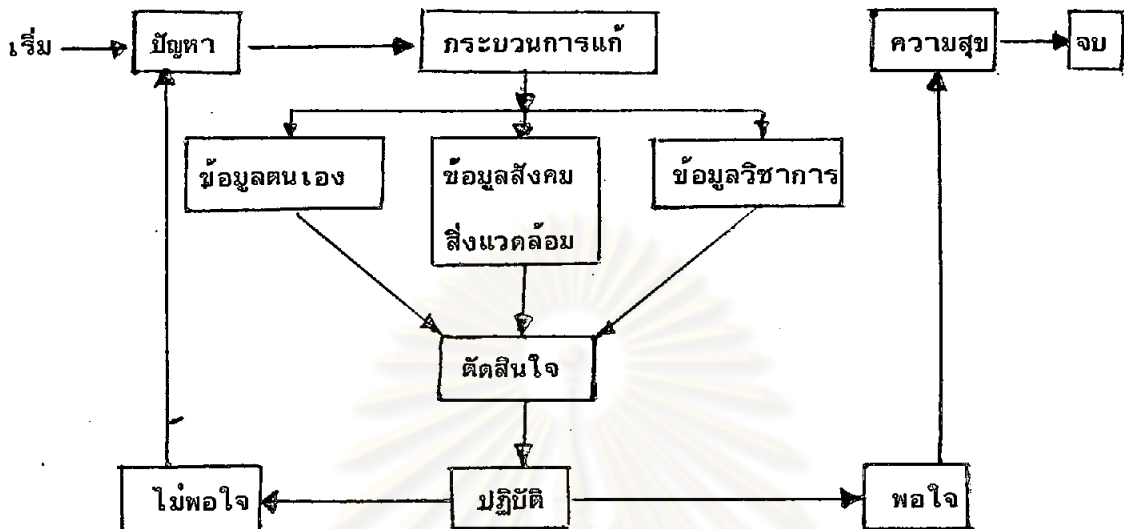 เริ่ม
ปัญหา
กระบวนการแก้
ความสุข
จบ
ข้อมูลตนเอง
ข้อมูลสังคม
สิ่งแวดล้อม
ข้อมูลวิชาการ
ตัดสินใจ
ไม่พอใจ
ปฏิบัติ
พอใจ